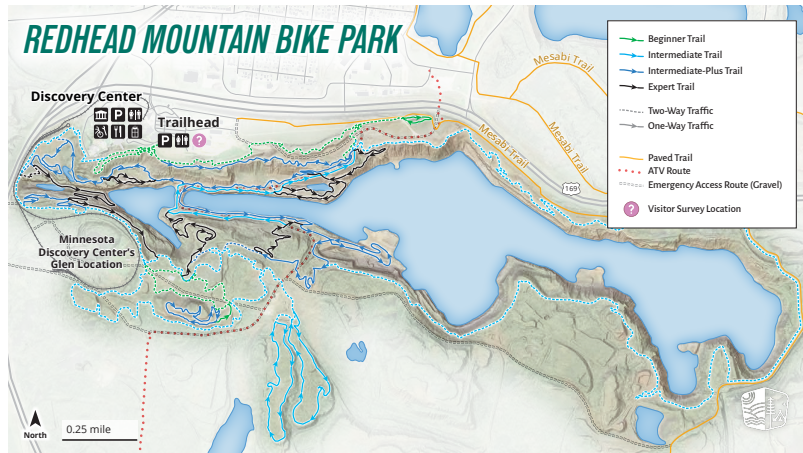 REDHEAD MOUNTAIN BIKE PARK
Discovery Center
P
Trailhead
P
?
Minnesota
Discovery Center's
Glen Location
Mesabi Trail
Mesabi Trail
Mesabi Trail
169
Beginner Trail
Intermediate Trail
Intermediate-Plus Trail
Expert Trail
Two-Way Traffic
One-Way Traffic
Paved Trail
ATV Route
Emergency Access Route (Gravel)
?
Visitor Survey Location
North
0.25 mile